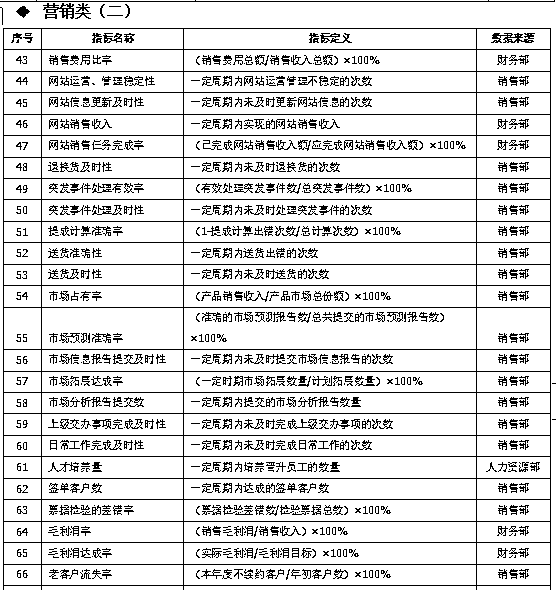 ◆ 营销类（二）
序号 指标名称 指标定义 数据来源
43 销售费用比率 （销售费用总额/销售收入总额）×100% 财务部
44 网站运营、管理稳定性 一定周期内网站运营管理不稳定的次数 销售部
45 网站信息更新及时性 一定周期内未及时更新网站信息的次数 销售部
46 网站销售收入 一定周期内实现的网站销售收入 财务部
47 网站销售任务完成率 （已完成网站销售收入额/应完成网站销售收入额）×100% 财务部
48 退换货及时性 一定周期内未及时退换货的次数 销售部
49 突发事件处理有效率 （有效处理突发事件数/总突发事件数）×100% 销售部
50 突发事件处理及时性 一定周期内未及时处理突发事件的次数 销售部
51 提成计算准确率 （1-提成计算出错次数/总计算次数）×100% 销售部
52 送货准确性 一定周期内送货出错的次数 销售部
53 送货及时性 一定周期内未及时送货的次数 销售部
54 市场占有率 （产品销售收入/产品市场总份额）×100% 销售部
（准确的市场预测报告数/总共提交的市场预测报告数）
55 市场预测准确率 ×100% 销售部
56 市场信息报告提交及时性 一定周期内未及时提交市场信息报告的次数 销售部
57 市场拓展达成率 （一定时期市场拓展数量/计划拓展数量）×100% 销售部
58 市场分析报告提交数 一定周期内提交的市场分析报告数量 销售部
59 上级交办事项完成及时性 一定周期内未及时完成上级交办事项的次数 销售部
60 日常工作完成及时性 一定周期内未及时完成日常工作的次数 销售部
61 人才培养量 一定周期内培养晋升员工的数量 人力资源部
62 签单客户数 一定周期内达成的签单客户数 销售部
63 票据检验的差错率 （票据检验差错数/检验票据总数）×100% 销售部
64 毛利润率 （销售毛利润/销售收入）×100% 财务部
65 毛利润达成率 （实际毛利润/毛利润目标）×100% 财务部
66 老客户流失率 （本年度不续约客户/年初客户数）×100% 销售部